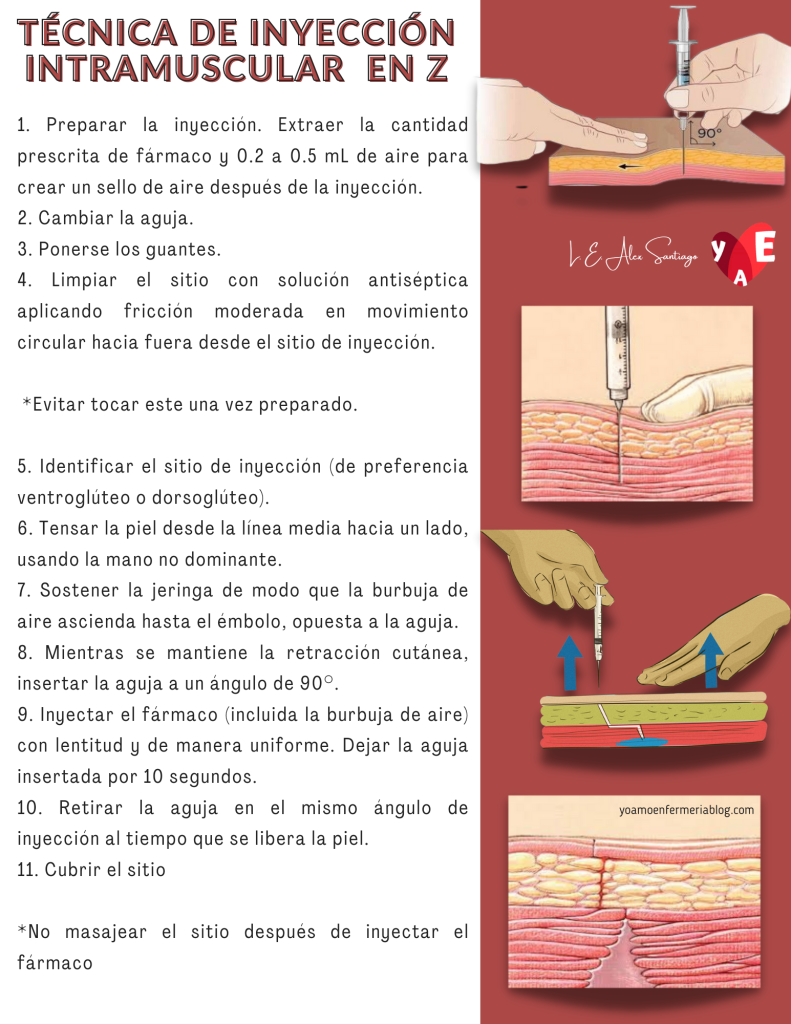 TÉCNICA DE INYECCIÓN
INTRAMUSCULAR EN Z
1. Preparar la inyección. Extraer la cantidad
prescrita de fármaco y 0.2 a 0.5 mL de aire para
crear un sello de aire después de la inyección.
2. Cambiar la aguja.
3. Ponerse los guantes.
4. Limpiar el sitio con solución antiséptica
aplicando fricción moderada en movimiento
circular hacia fuera desde el sitio de inyección.
*Evitar tocar este una vez preparado.
5. Identificar el sitio de inyección (de preferencia
ventroglúteo o dorsoglúteo).
6. Tensar la piel desde la línea media hacia un lado,
usando la mano no dominante.
7. Sostener la jeringa de modo que la burbuja de
aire ascienda hasta el émbolo, opuesta a la aguja.
8. Mientras se mantiene la retracción cutánea,
insertar la aguja a un ángulo de 90°.
9. Inyectar el fármaco (incluida la burbuja de aire)
con lentitud y de manera uniforme. Dejar la aguja
insertada por 10 segundos.
10. Retirar la aguja en el mismo ángulo de
inyección al tiempo que se libera la piel.
11. Cubrir el sitio
*No masajear el sitio después de inyectar el
fármaco
90°
L E Alex Santiago
Y A E
yoamoenfermeriablog.com